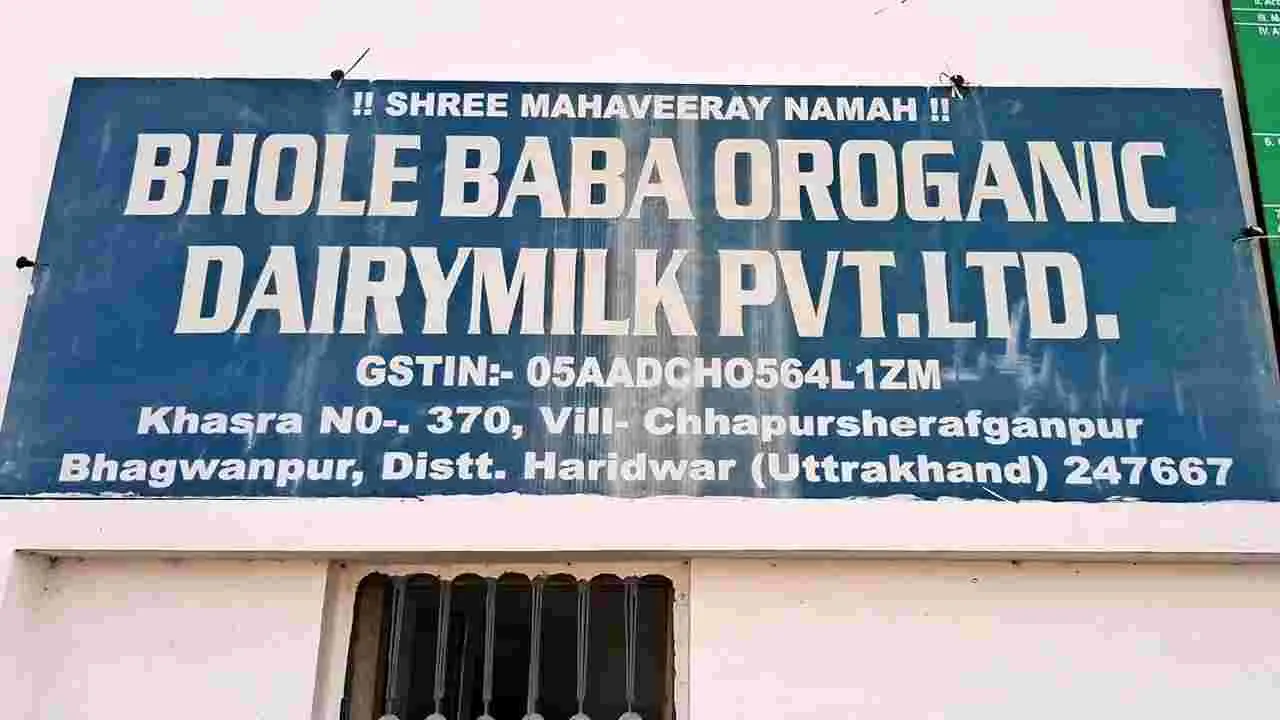 !! SHREE MAHAVEERAY NAMAH !!
BHOLE BABA OROGANIC
DAIRYMILK PVT.LTD.
GSTIN:- 05AADCHO564L1ZM
Khasra N0-. 370, Vill- Chhapursherafganpur
Bhagwanpur, Distt. Haridwar (Uttrakhand) 247667